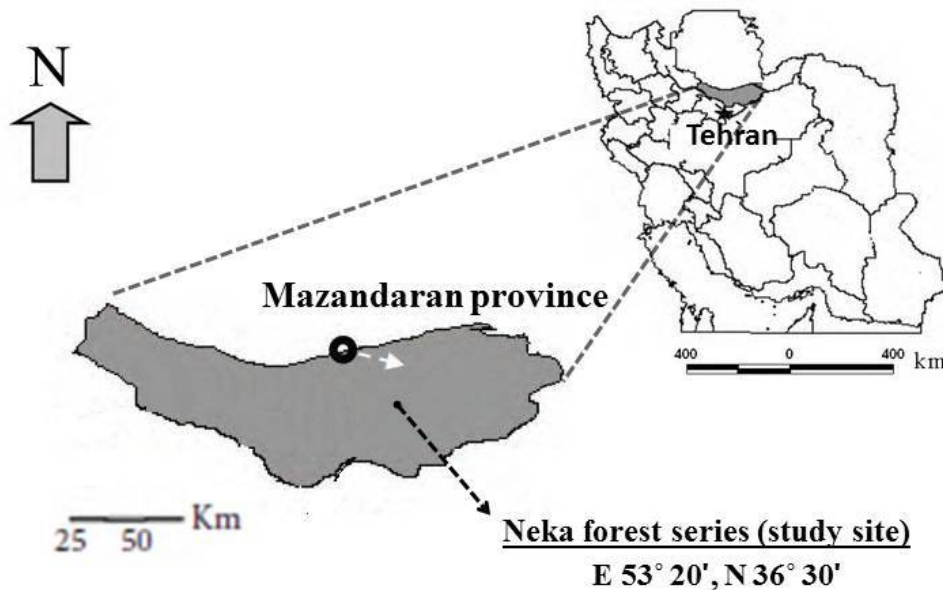 N
Tehran
400 0 400 km
Mazandaran province
25 50 Km
Neka forest series (study site)
E 53° 20', N 36° 30'